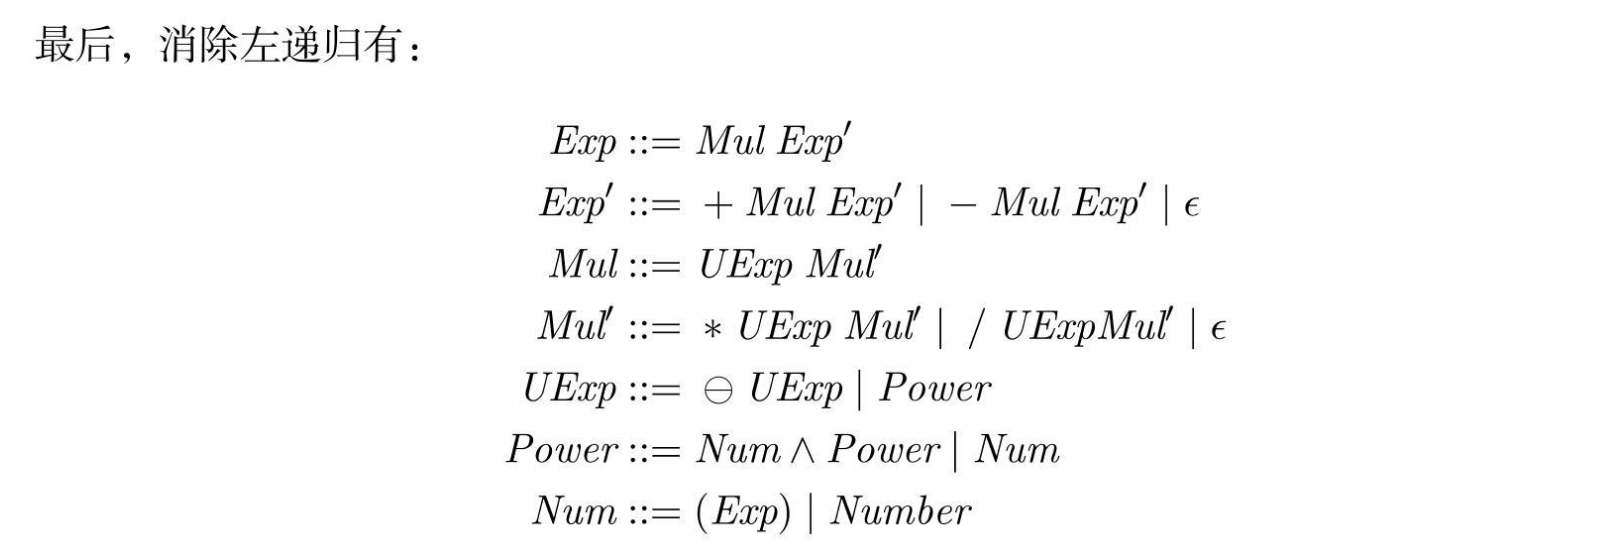 最后，消除左递归有：
Exp ::= Mul Exp′
Exp′ ::= + Mul Exp′ | − Mul Exp′ | ϵ
Mul ::= UExp Mul′
Mul′ ::= ∗ UExp Mul′ | / UExpMul′ | ϵ
UExp ::= ⊖ UExp | Power
Power ::= Num ∧ Power | Num
Num ::= (Exp) | Number